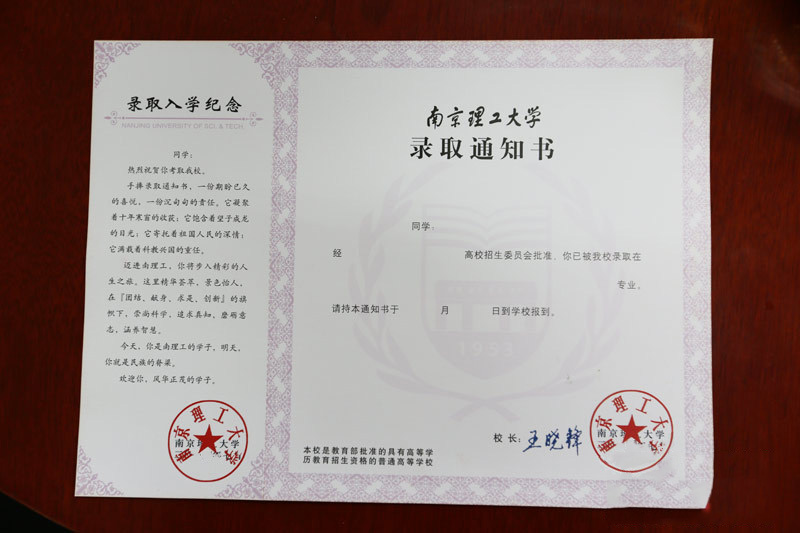 录取入学纪念
NANJING UNIVERSITY OF SCI. & TECH
同学：
热烈祝贺你考取我校。
手捧录取通知书，一份期盼已久
的喜悦，一份沉甸甸的责任。它凝聚
着十年寒窗的收获；它饱含着望子成龙
的目光；它寄托着祖国人民的深情；
它满载着科教兴国的重任。
迈进南理工，你将步入精彩的人
生之旅。这里精华荟萃，景色怡人，
在『团结、献身、求是、创新』的旗
帜下，崇尚科学，追求真知，磨砺意
志，涵养智慧。
今天，你是南理工的学子，明天，
你就是民族的脊梁。
欢迎你，风华正茂的学子。
南京理工大学
南京理工大学
南京理工大学
录取通知书
同学：
经 高校招生委员会批准，你已被我校录取在
专业。
请持本通知书于 月 日到学校报到。
1953
本校是教育部批准的具有高等学
历教育招生资格的普通高等学校
校长：王晓锋
南京理工大学
南京理工大学